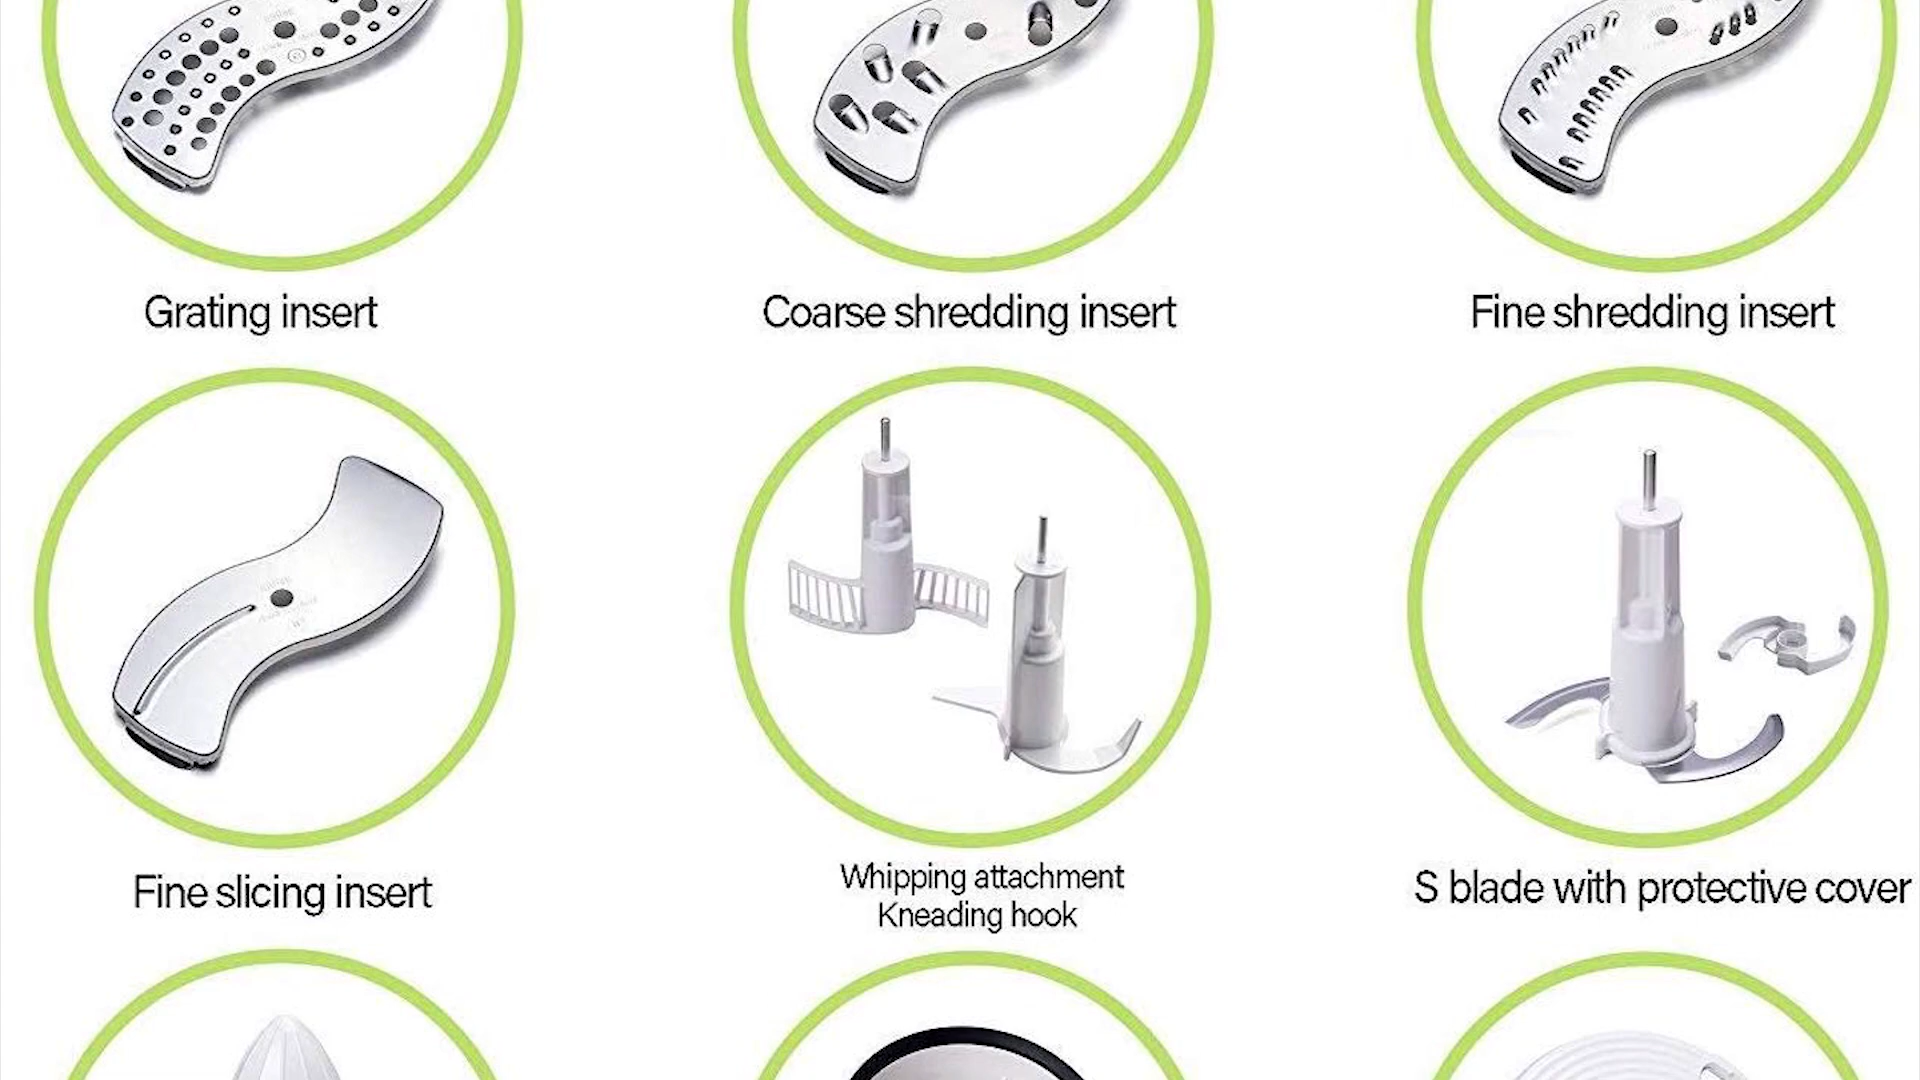 Grating insert
Coarse shredding insert
Fine shredding insert
Fine slicing insert
Whipping attachment
Kneading hook
S blade with protective cover